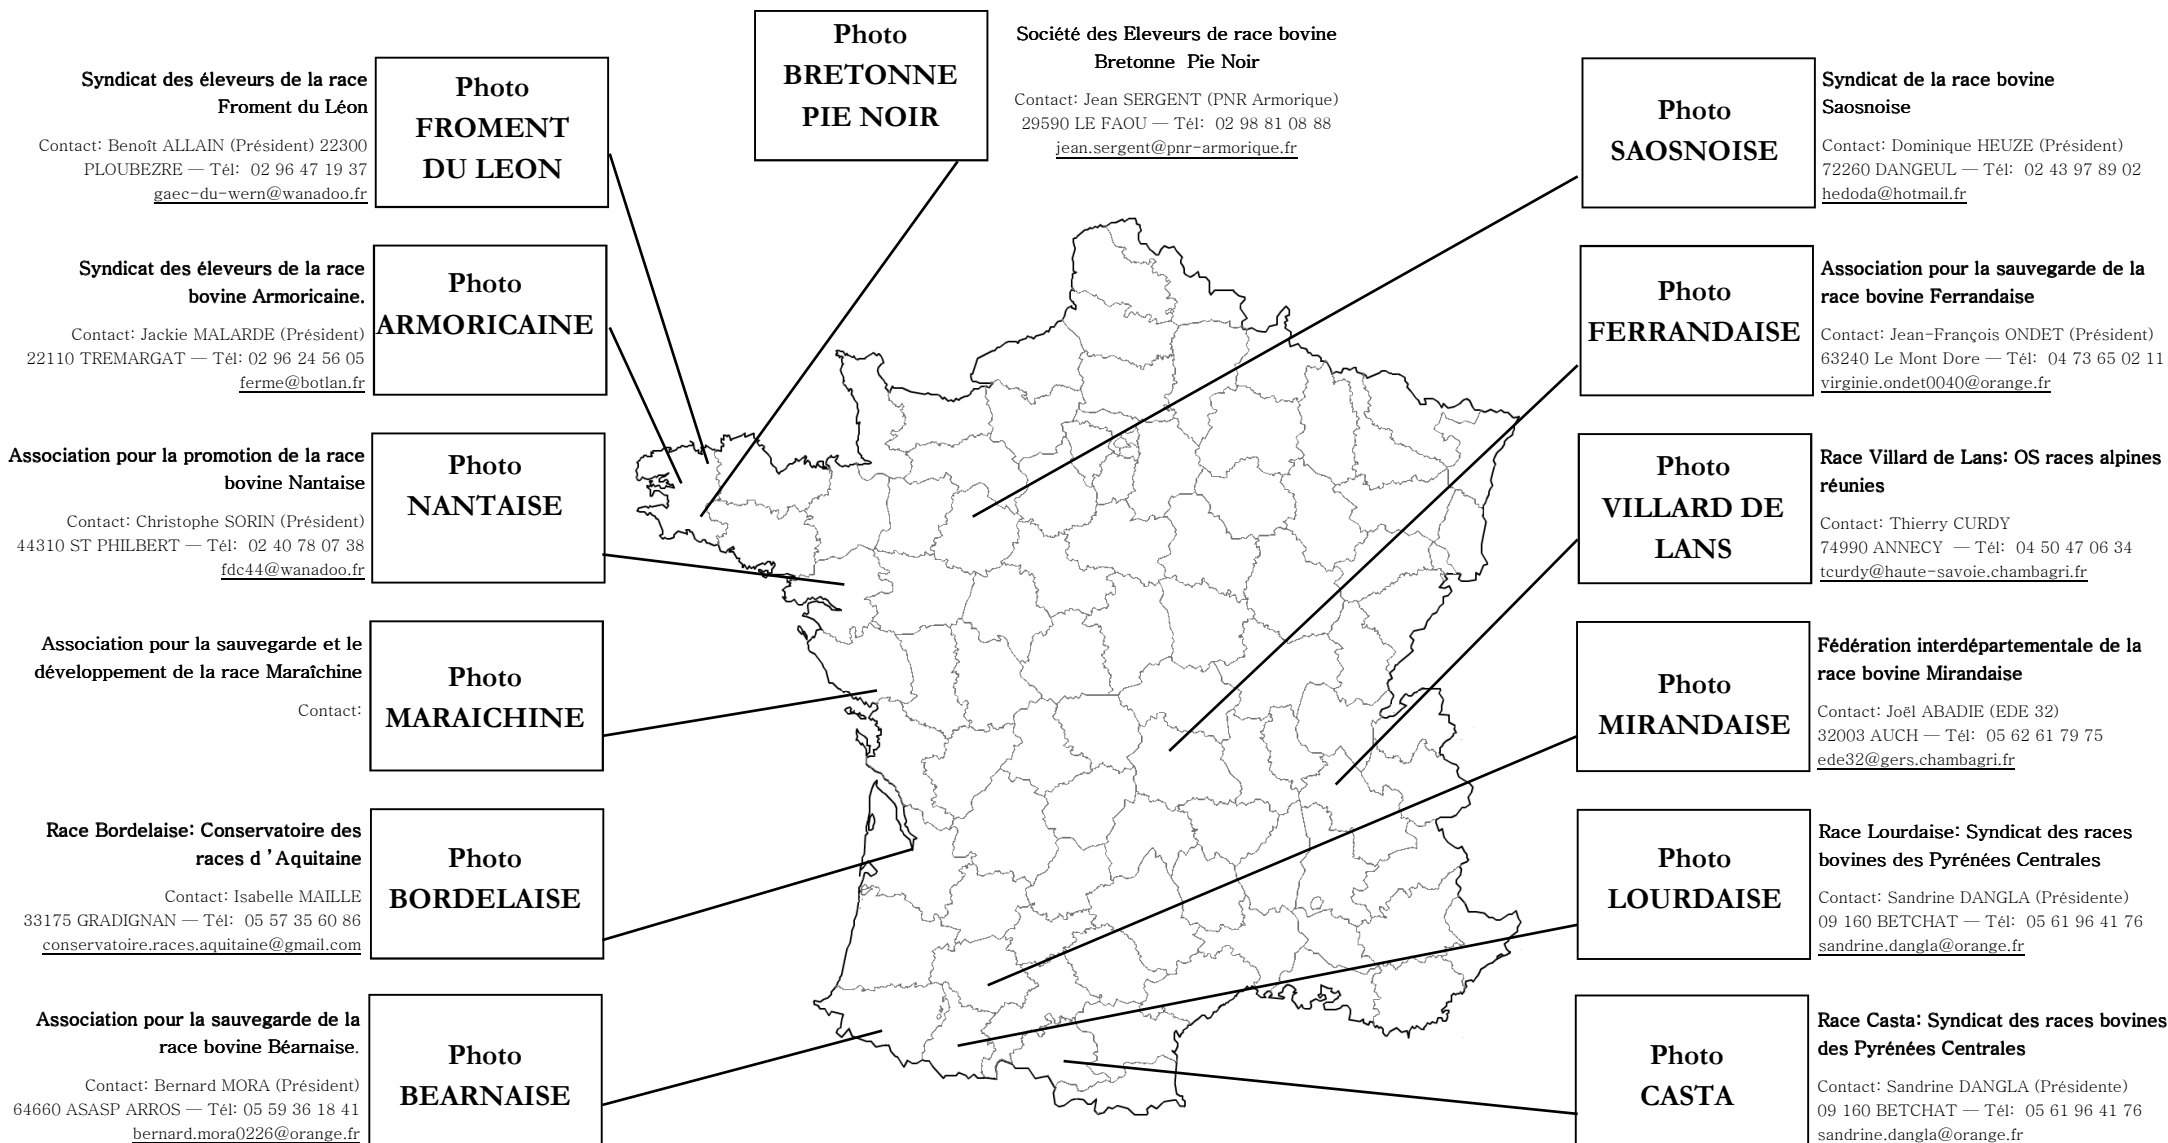 Photo
BRETONNE
PIE NOIR
Société des Eleveurs de race bovine
Bretonne Pie Noir
Contact: Jean SERGENT (PNR Armorique)
29590 LE FAOU — Tél: 02 98 81 08 88
jean.sergent@pnr-armorique.fr
Syndicat des éleveurs de la race
Froment du Léon
Contact: Benoît ALLAIN (Président) 22300
PLOUBEZRE — Tél: 02 96 47 19 37
gaec-du-wern@wanadoo.fr
Photo
FROMENT
DU LEON
Syndicat des éleveurs de la race
bovine Armoricaine.
Contact: Jackie MALARDE (Président)
22110 TREMARGAT — Tél: 02 96 24 56 05
ferme@botlan.fr
Photo
ARMORICAINE
Association pour la promotion de la race
bovine Nantaise
Contact: Christophe SORIN (Président)
44310 ST PHILBERT — Tél: 02 40 78 07 38
fdc44@wanadoo.fr
Photo
NANTAISE
Association pour la sauvegarde et le
développement de la race Maraîchine
Contact:
Photo
MARAICHINE
Race Bordelaise: Conservatoire des
races d ' Aquitaine
Contact: Isabelle MAILLE
33175 GRADIGNAN — Tél: 05 57 35 60 86
conservatoire.races.aquitaine@gmail.com
Photo
BORDELAISE
Association pour la sauvegarde de la
race bovine Béarnaise.
Contact: Bernard MORA (Président)
64660 ASASP ARROS — Tél: 05 59 36 18 41
bernard.mora0226@orange.fr
Photo
BEARNAISE
Photo
SAOSNOISE
Syndicat de la race bovine
Saosnoise
Contact: Dominique HEUZE (Président)
72260 DANGEUL — Tél: 02 43 97 89 02
hedoda@hotmail.fr
Photo
FERRANDAISE
Association pour la sauvegarde de la
race bovine Ferrandaise
Contact: Jean-François ONDET (Président)
63240 Le Mont Dore — Tél: 04 73 65 02 11
virginie.ondet0040@orange.fr
Photo
VILLARD DE
LANS
Race Villard de Lans: OS races alpines
réunies
Contact: Thierry CURDY
74990 ANNECY — Tél: 04 50 47 06 34
tcurdy@haute-savoie.chambagri.fr
Photo
MIRANDAISE
Fédération interdépartementale de la
race bovine Mirandaise
Contact: Joël ABADIE (EDE 32)
32003 AUCH — Tél: 05 62 61 79 75
ede32@gers.chambagri.fr
Photo
LOURDAISE
Race Lourdaise: Syndicat des races
bovines des Pyrénées Centrales
Contact: Sandrine DANGLA (Présidente)
09 160 BETCHAT — Tél: 05 61 96 41 76
sandrine.dangla@orange.fr
Photo
CASTA
Race Casta: Syndicat des races bovines
des Pyrénées Centrales
Contact: Sandrine DANGLA (Présidente)
09 160 BETCHAT — Tél: 05 61 96 41 76
sandrine.dangla@orange.fr